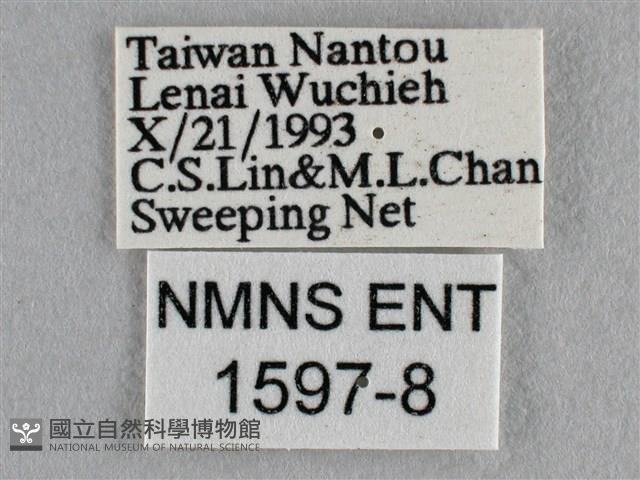 Taiwan Nantou
Lenai Wuchieh
X/21/1993
C.S.Lin&M.L.Chan
Sweeping Net
NMNS ENT
1597-8
國立自然科學博物館
NATIONAL MUSEUM OF NATURAL SCIENCE